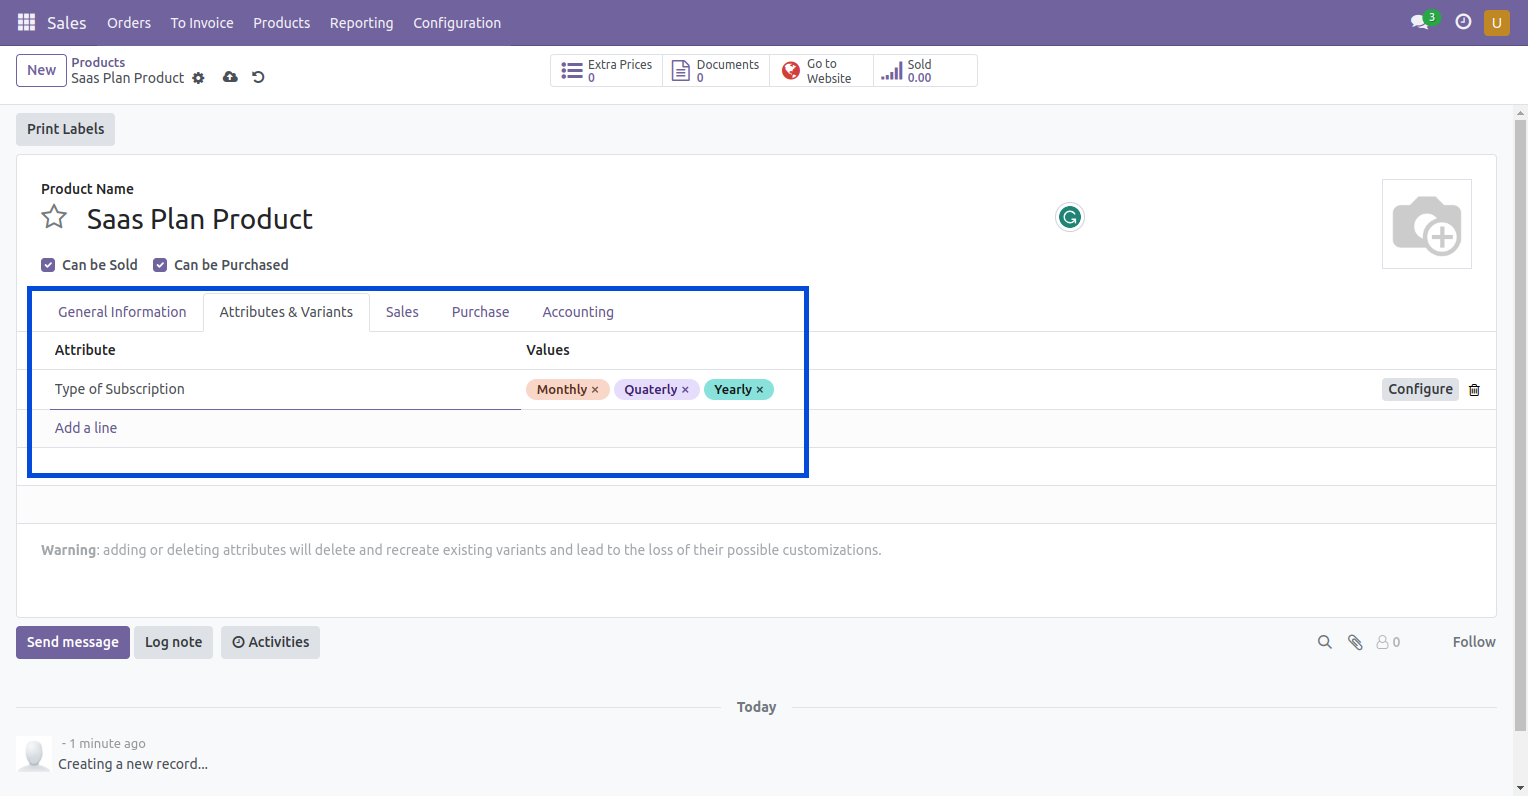 Sales Orders To Invoice Products Reporting Configuration 3 U
New Products Extra Prices Documents Go to Sold
Saas Plan Product 0 0 Website 0.00
Print Labels
Product Name
Saas Plan Product
Can be Sold Can be Purchased
General Information Attributes & Variants Sales Purchase Accounting
Attribute Values
Type of Subscription Monthly × Quaterly × Yearly × Configure
Add a line
Warning: adding or deleting attributes will delete and recreate existing variants and lead to the loss of their possible customizations.
Send message Log note Activities 0 Follow
Today
- 1 minute ago
Creating a new record...